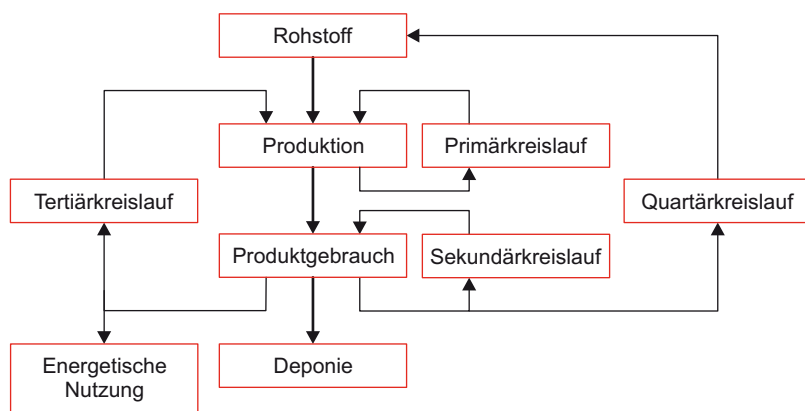 Rohstoff
Produktion
Primärkreislauf
Tertiärkreislauf
Quartärkreislauf
Produktgebrauch
Sekundärkreislauf
Energetische
Nutzung
Deponie